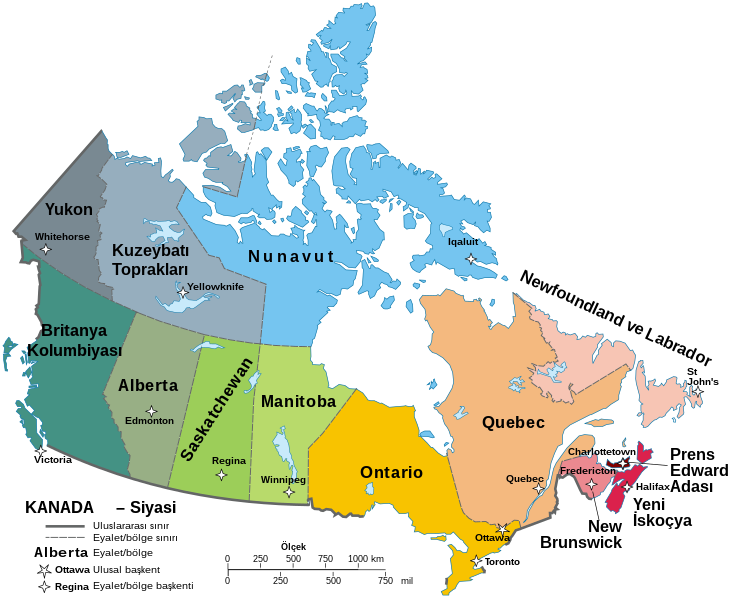 Yukon
Whitehorse
Kuzeybatı
Toprakları
Yellowknife
Nunavut
Iqaluit
Newfoundland ve Labrador
St
John's
Britanya
Kolumbiyası
Victoria
Alberta
Edmonton
Saskatchewan
Regina
Manitoba
Winnipeg
Ontario
Ottawa
Toronto
Quebec
Quebec
Charlottetown
Fredericton
Halifax
Prens
Edward
Adası
Yeni
İskoçya
New
Brunswick
KANADA – Siyasi
Uluslararası sınır
Eyalet/bölge sınırı
Alberta Eyalet/bölge
Ottawa Ulusal başkent
Regina Eyalet/bölge başkenti
Ölçek
0 250 500 750 1000 km
0 250 500 750 mil